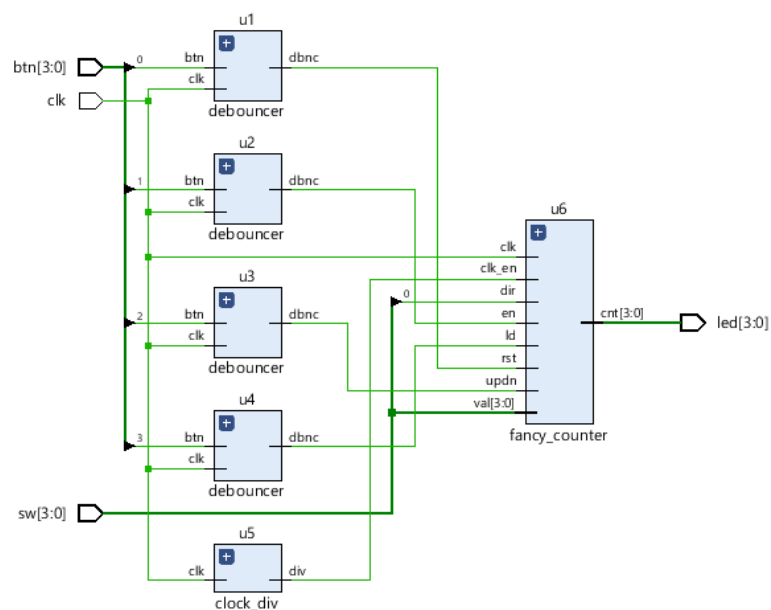 u1
btn[3:0]
0
btn
dbnc
clk
clk
debouncer
u2
1
btn
dbnc
clk
debouncer
u3
2
btn
dbnc
clk
debouncer
u4
3
btn
dbnc
clk
debouncer
sw[3:0]
u5
clk
div
clock_div
u6
clk
clk_en
0
dir
en
ld
rst
updn
val[3:0]
cnt[3:0]
led[3:0]
fancy_counter